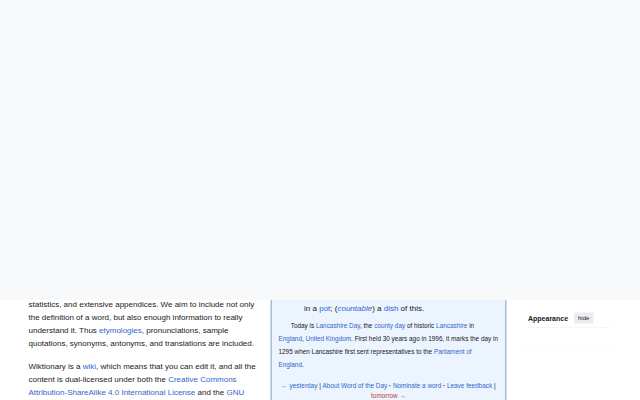 statistics, and extensive appendices. We aim to include not only
the definition of a word, but also enough information to really
understand it. Thus etymologies, pronunciations, sample
quotations, synonyms, antonyms, and translations are included.
Wiktionary is a wiki, which means that you can edit it, and all the
content is dual-licensed under both the Creative Commons
Attribution-ShareAlike 4.0 International License and the GNU
in a pot; (countable) a dish of this.
Today is Lancashire Day, the county day of historic Lancashire in
England, United Kingdom. First held 30 years ago in 1996, it marks the day in
1295 when Lancashire first sent representatives to the Parliament of
England.
← yesterday | About Word of the Day • Nominate a word • Leave feedback |
tomorrow →
Appearance hide